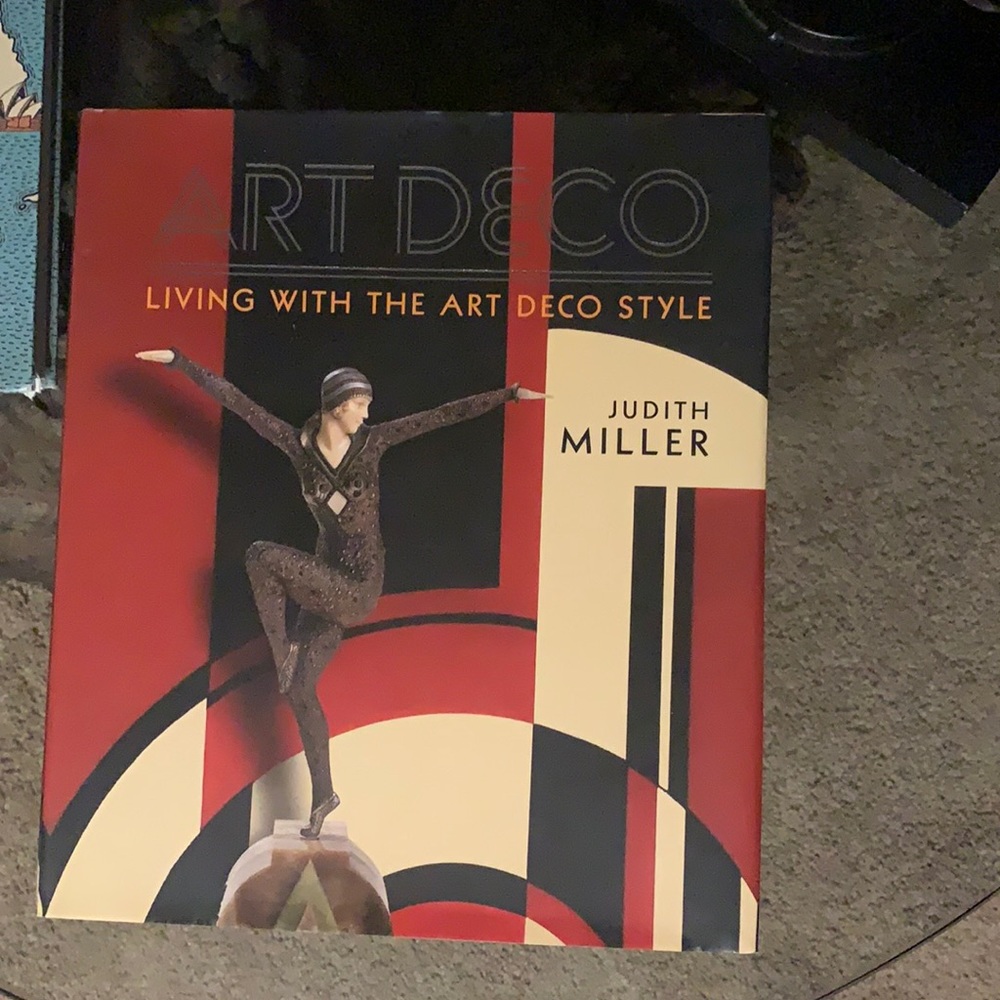 ART DECO
LIVING WITH THE ART DECO STYLE
JUDITH
MILLER